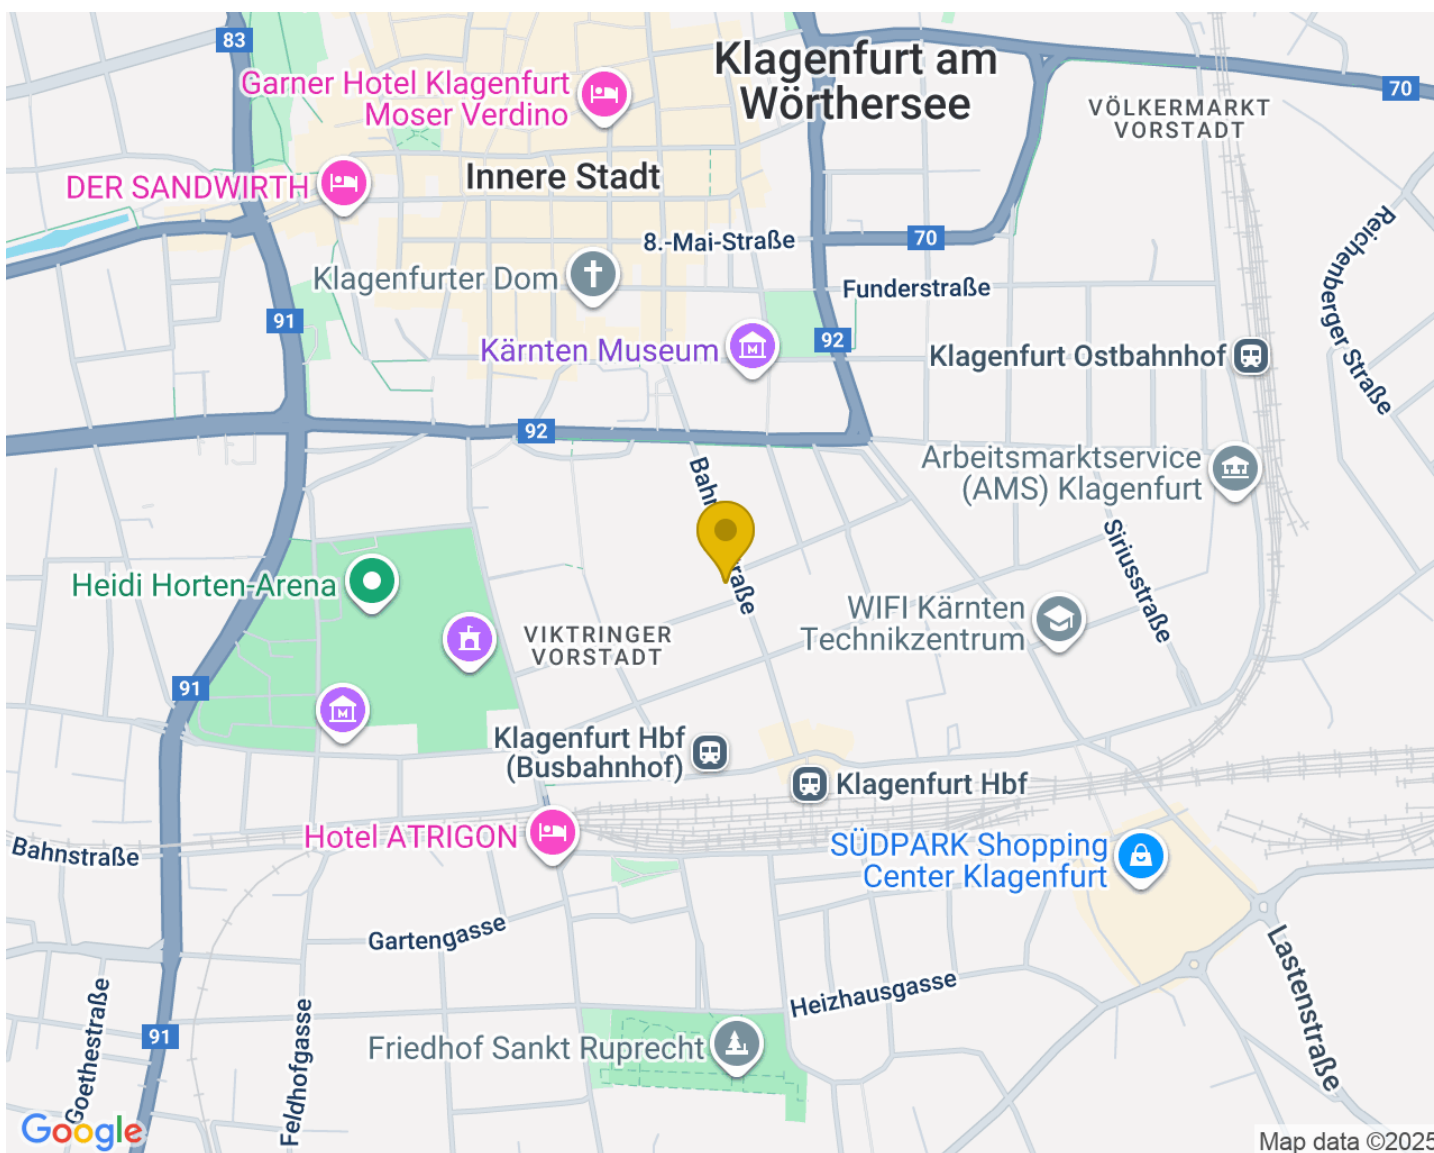 83
Klagenfurt am
Wörthersee
70
Garner Hotel Klagenfurt
Moser Verdino
VÖLKERMARKT
VORSTADT
DER SANDWIRTH
Innere Stadt
8.-Mai-Straße
70
Reichenberger Straße
Klagenfurter Dom
Funderstraße
91
Kärnten Museum
92
Klagenfurt Ostbahnhof
92
Arbeitsmarktservice
(AMS) Klagenfurt
Siriusstraße
Heidi Horten-Arena
WIFI Kärnten
Technikzentrum
VIKTRINGER
VORSTADT
91
Klagenfurt Hbf
(Busbahnhof)
Klagenfurt Hbf
Hotel ATRIGON
Bahnstraße
SÜDPARK Shopping
Center Klagenfurt
Gartengasse
Heizhausgasse
Lastenstraße
Goethestraße
Feldhofgasse
91
Friedhof Sankt Ruprecht
Google
Map data ©2025